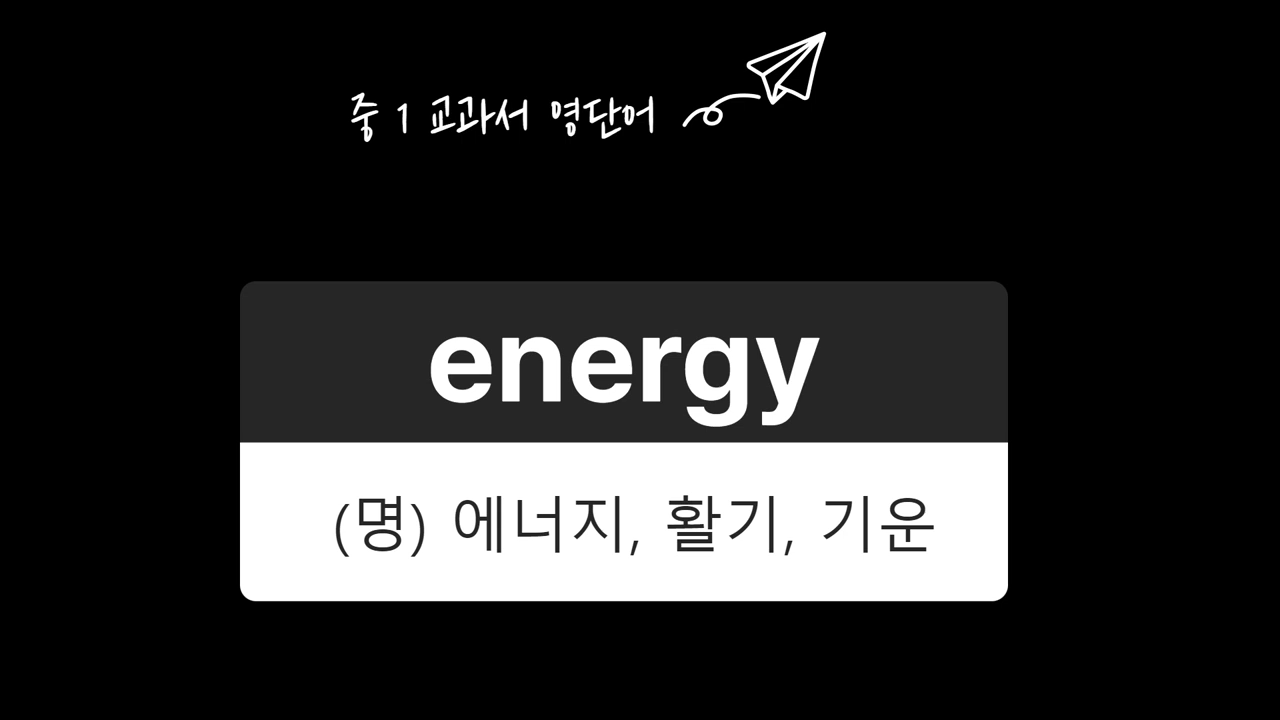 중 1 교과서 영단어
energy
(명) 에너지, 활기, 기운